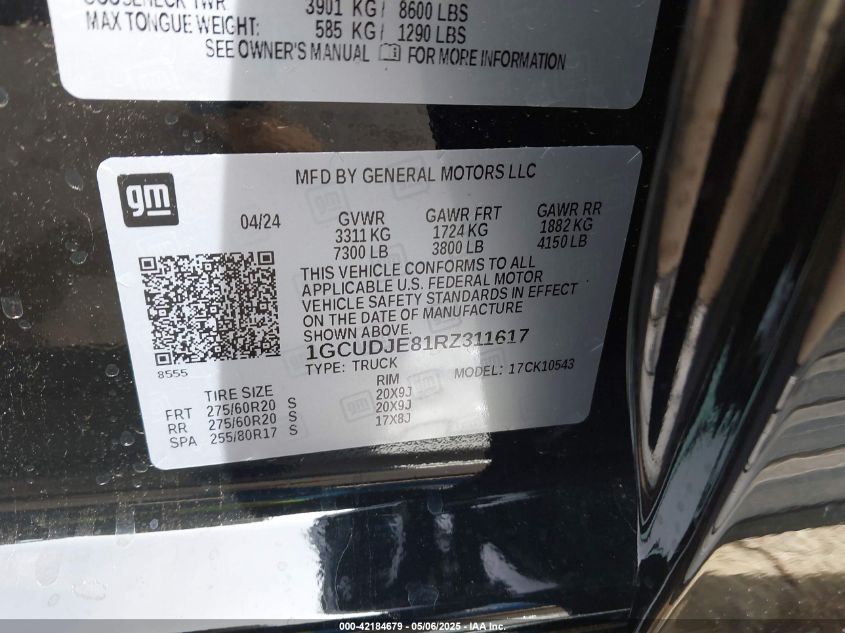 3901 KG/ 8600 LBS
MAX TONGUE WEIGHT: 585 KG/ 1290 LBS
SEE OWNER'S MANUAL FOR MORE INFORMATION
gm
MFD BY GENERAL MOTORS LLC
04/24 GVWR GAWR FRT GAWR RR
3311 KG 1724 KG 1882 KG
7300 LB 3800 LB 4150 LB
THIS VEHICLE CONFORMS TO ALL
APPLICABLE U.S. FEDERAL MOTOR
VEHICLE SAFETY STANDARDS IN EFFECT
ON THE DATE OF MANUFACTURE
SHOWN ABOVE.
1GCUDJE81RZ311617
8555
TYPE: TRUCK MODEL: 17CK10543
TIRE SIZE RIM
FRT 275/60R20 S 20X9J
RR 275/60R20 S 20X9J
SPA 255/80R17 S 17X8J
000-42184679 - 05/06/2025 - IAA Inc.